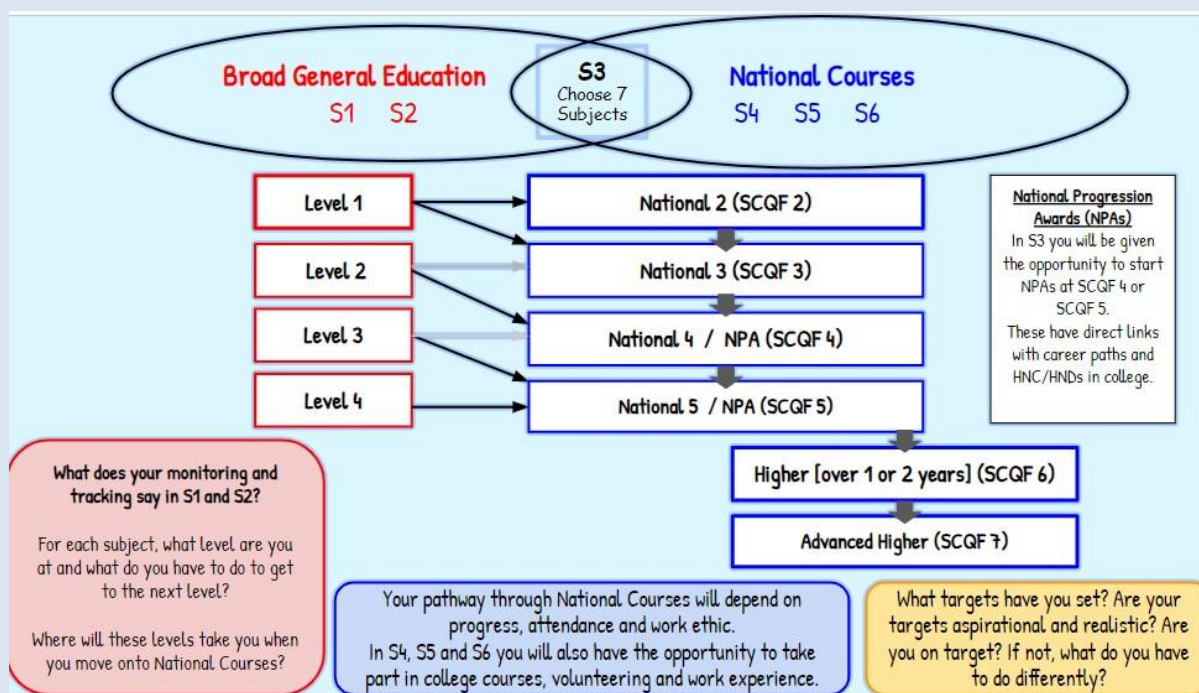 Broad General Education
S1 S2
S3
Choose 7
Subjects
National Courses
S4 S5 S6
Level 1
Level 2
Level 3
Level 4
National 2 (SCQF 2)
National 3 (SCQF 3)
National 4 / NPA (SCQF 4)
National 5 / NPA (SCQF 5)
Higher [over 1 or 2 years] (SCQF 6)
Advanced Higher (SCQF 7)
National Progression
Awards (NPAs)
In S3 you will be given
the opportunity to start
NPAs at SCQF 4 or
SCQF 5.
These have direct links
with career paths and
HNC/HNDs in college.
What does your monitoring and
tracking say in S1 and S2?
For each subject, what level are you
at and what do you have to do to get
to the next level?
Where will these levels take you when
you move onto National Courses?
Your pathway through National Courses will depend on
progress, attendance and work ethic.
In S4, S5 and S6 you will also have the opportunity to take
part in college courses, volunteering and work experience.
What targets have you set? Are your
targets aspirational and realistic? Are
you on target? If not, what do you have
to do differently?